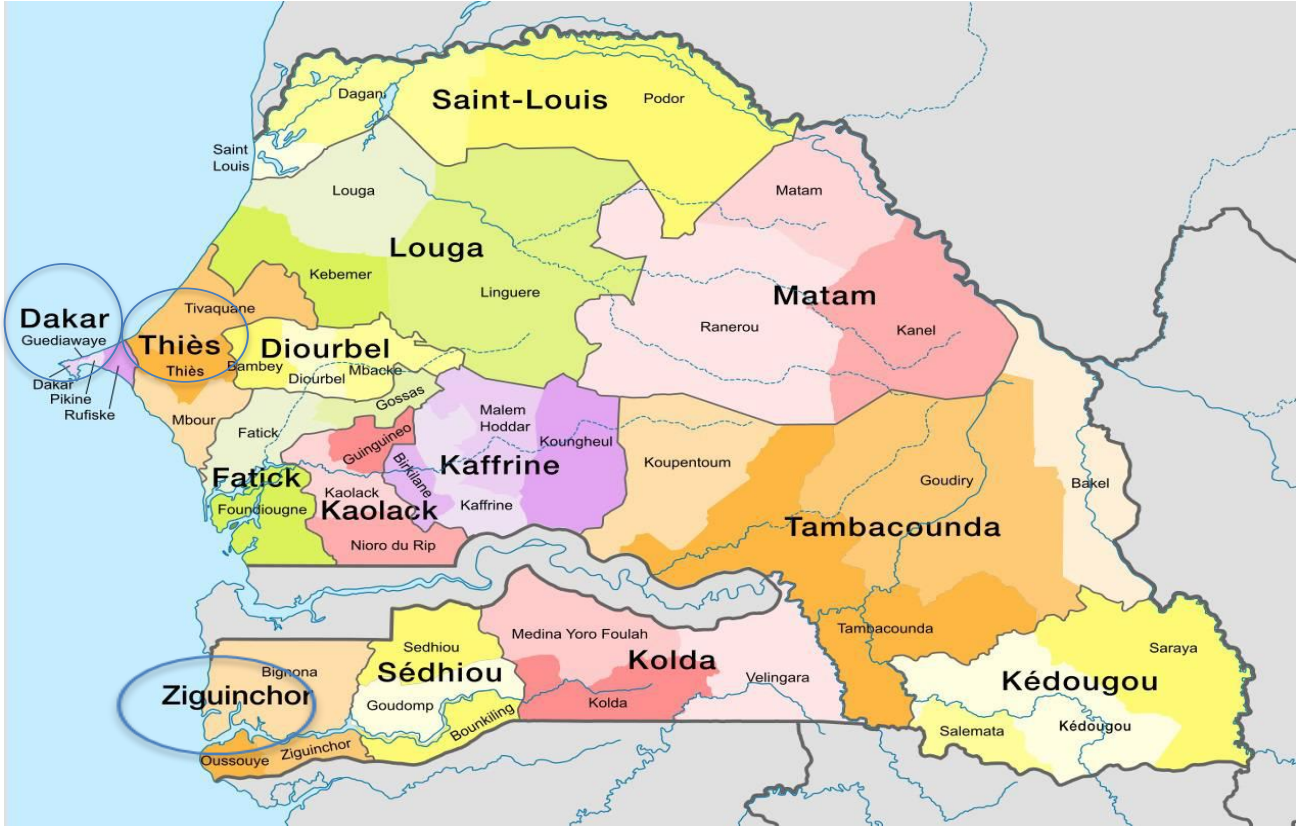 Saint-Louis
Dagana
Podor
Saint
Louis
Louga
Matam
Louga
Kebemer
Linguere
Matam
Ranerou
Kanel
Dakar
Guediawaye
Dakar
Pikine
Rufiske
Tivaquane
Thiès
Thiès
Mbour
Diourbel
Bambey
Diourbel
Mbacke
Gossas
Fatick
Guinguineo
Malem
Hoddar
Koungheul
Kaffrine
Birkilane
Kaffrine
Koupentoum
Goudiry
Bakel
Tambacounda
Fatick
Foundiougne
Kaolack
Kaolack
Nioro du Rip
Tambacounda
Medina Yoro Foulah
Kolda
Kolda
Velingara
Sedhiou
Sédhiou
Goudomp
Bounkiling
Bignona
Ziguinchor
Oussouye
Ziguinchor
Saraya
Kédougou
Salemata
Kédougou